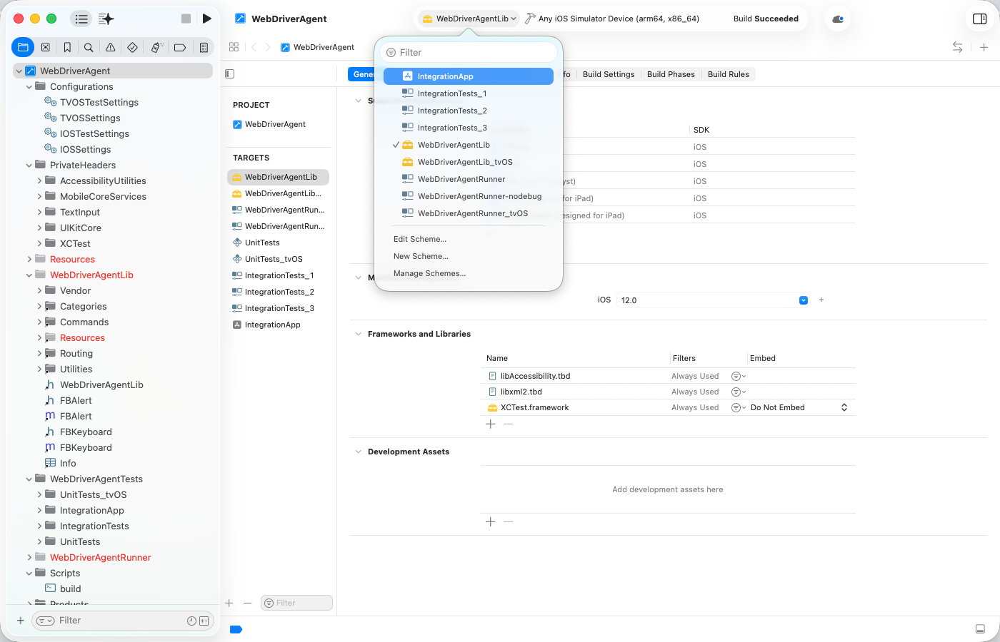 WebDriverAgent
WebDriverAgentLib
Any iOS Simulator Device (arm64, x86_64)
Build Succeeded
WebDriverAgent
WebDriverAgent
Configurations
TVOSTestSettings
TVOSSettings
IOSTestSettings
IOSSettings
PrivateHeaders
AccessibilityUtilities
MobileCoreServices
TextInput
UIKitCore
XCTest
Resources
WebDriverAgentLib
Vendor
Categories
Commands
Resources
Routing
Utilities
WebDriverAgentLib
FBAlert
FBAlert
FBKeyboard
FBKeyboard
Info
WebDriverAgentTests
UnitTests_tvOS
IntegrationApp
IntegrationTests
UnitTests
WebDriverAgentRunner
Scripts
build
Products
Filter
PROJECT
WebDriverAgent
TARGETS
WebDriverAgentLib
WebDriverAgentLib...
WebDriverAgentRun...
WebDriverAgentRun...
UnitTests
UnitTests_tvOS
IntegrationTests_1
IntegrationTests_2
IntegrationTests_3
IntegrationApp
Filter
Filter
IntegrationApp
IntegrationTests_1
IntegrationTests_2
IntegrationTests_3
WebDriverAgentLib
WebDriverAgentLib_tvOS
WebDriverAgentRunner
WebDriverAgentRunner-nodebug
WebDriverAgentRunner_tvOS
Edit Scheme...
New Scheme...
Manage Schemes...
Gener
fo
Build Settings
Build Phases
Build Rules
SDK
iOS
iOS
iOS
iOS
iOS
for iPad)
Designed for iPad)
iOS
12.0
Frameworks and Libraries
Name
Filters
Embed
libAccessibility.tbd
Always Used
libxml2.tbd
Always Used
XCTest.framework
Always Used
Do Not Embed
Development Assets
Add development assets here